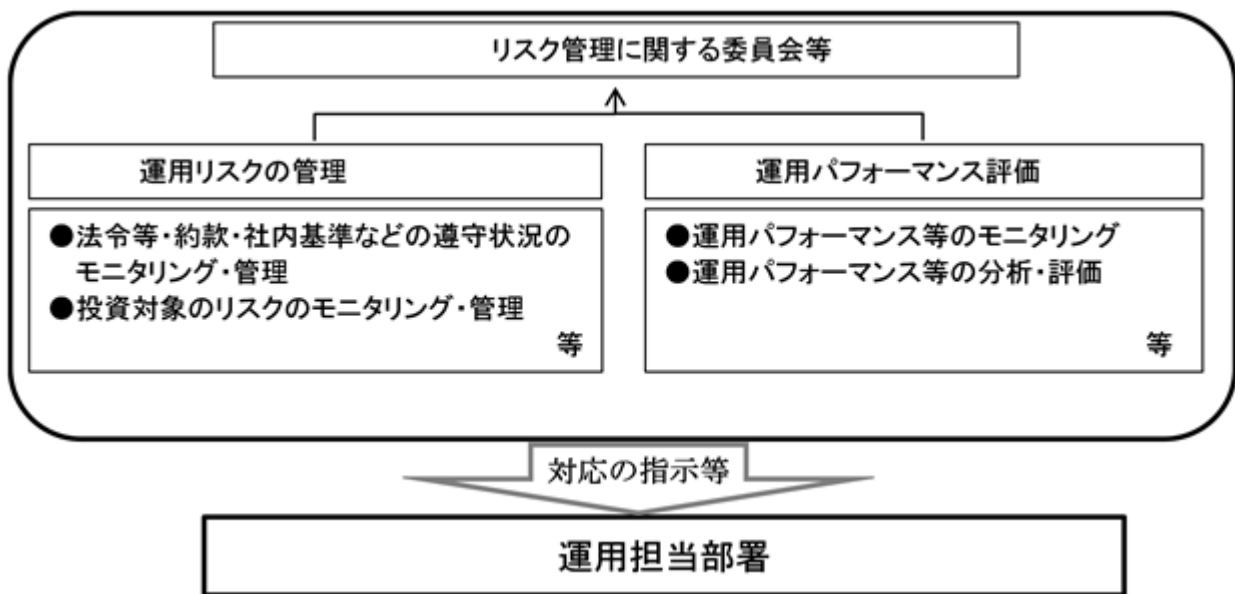 リスク管理に関する委員会等
運用リスクの管理
運用パフォーマンス評価
●法令等・約款・社内基準などの遵守状況の
モニタリング・管理
●投資対象のリスクのモニタリング・管理
等
●運用パフォーマンス等のモニタリング
●運用パフォーマンス等の分析・評価
等
対応の指示等
運用担当部署